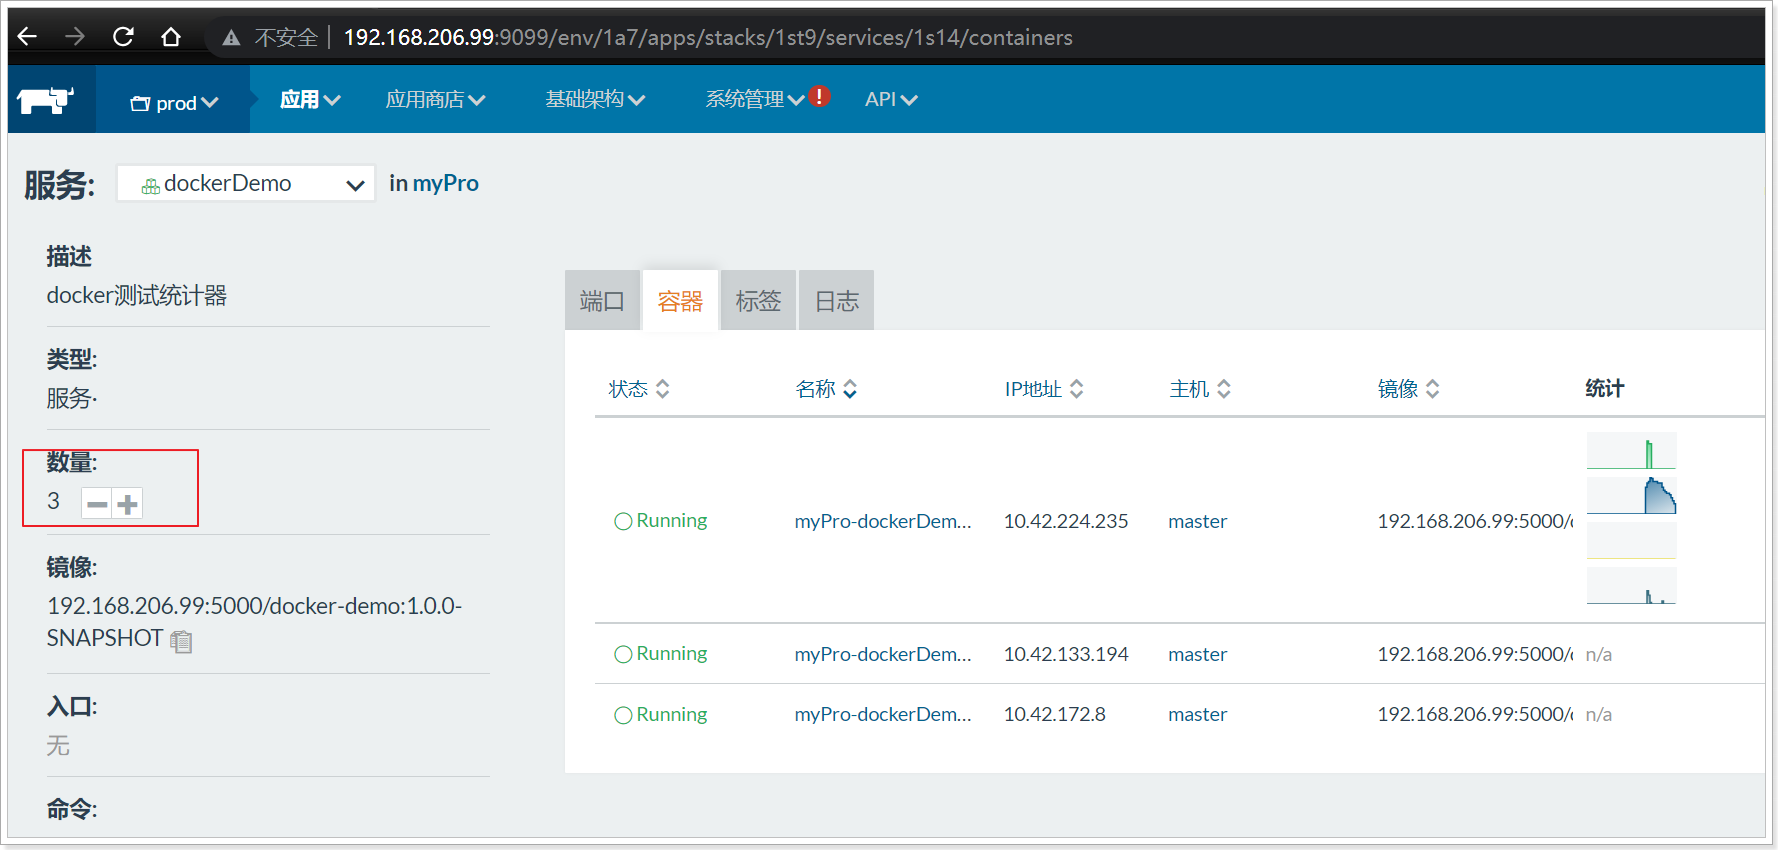 不安全 192.168.206.99:9099/env/1a7/apps/stacks/1st9/services/1s14/containers
prod 应用 应用商店 基础架构 系统管理 ! API
服务: dockerDemo in myPro
描述
docker测试统计器
类型:
服务·
数量:
3
镜像:
192.168.206.99:5000/docker-demo:1.0.0-
SNAPSHOT
入口:
无
命令:
端口 容器 标签 日志
状态 名称 IP地址 主机 镜像 统计
Running myPro-dockerDem... 10.42.224.235 master 192.168.206.99:5000/
Running myPro-dockerDem... 10.42.133.194 master 192.168.206.99:5000/ n/a
Running myPro-dockerDem... 10.42.172.8 master 192.168.206.99:5000/ n/a